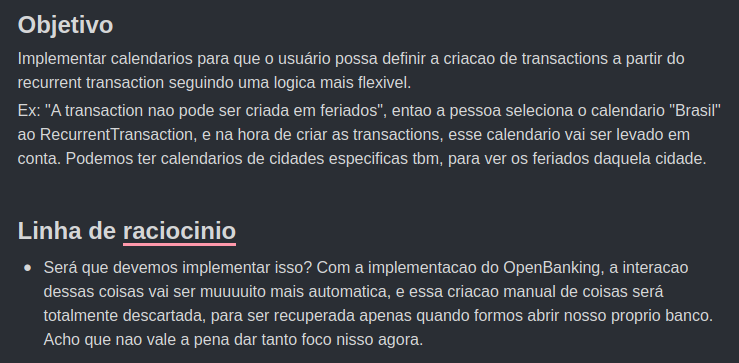 Objetivo
Implementar calendarios para que o usuário possa definir a criacao de transactions a partir do
recurrent transaction seguindo uma logica mais flexivel.
Ex: "A transaction nao pode ser criada em feriados", entao a pessoa seleciona o calendario "Brasil"
ao RecurrentTransaction, e na hora de criar as transactions, esse calendario vai ser levado em
conta. Podemos ter calendarios de cidades especificas tbm, para ver os feriados daquela cidade.
Linha de raciocinio
• Será que devemos implementar isso? Com a implementacao do OpenBanking, a interacao
dessas coisas vai ser muuuuito mais automatica, e essa criacao manual de coisas será
totalmente descartada, para ser recuperada apenas quando formos abrir nosso proprio banco.
Acho que nao vale a pena dar tanto foco nisso agora.